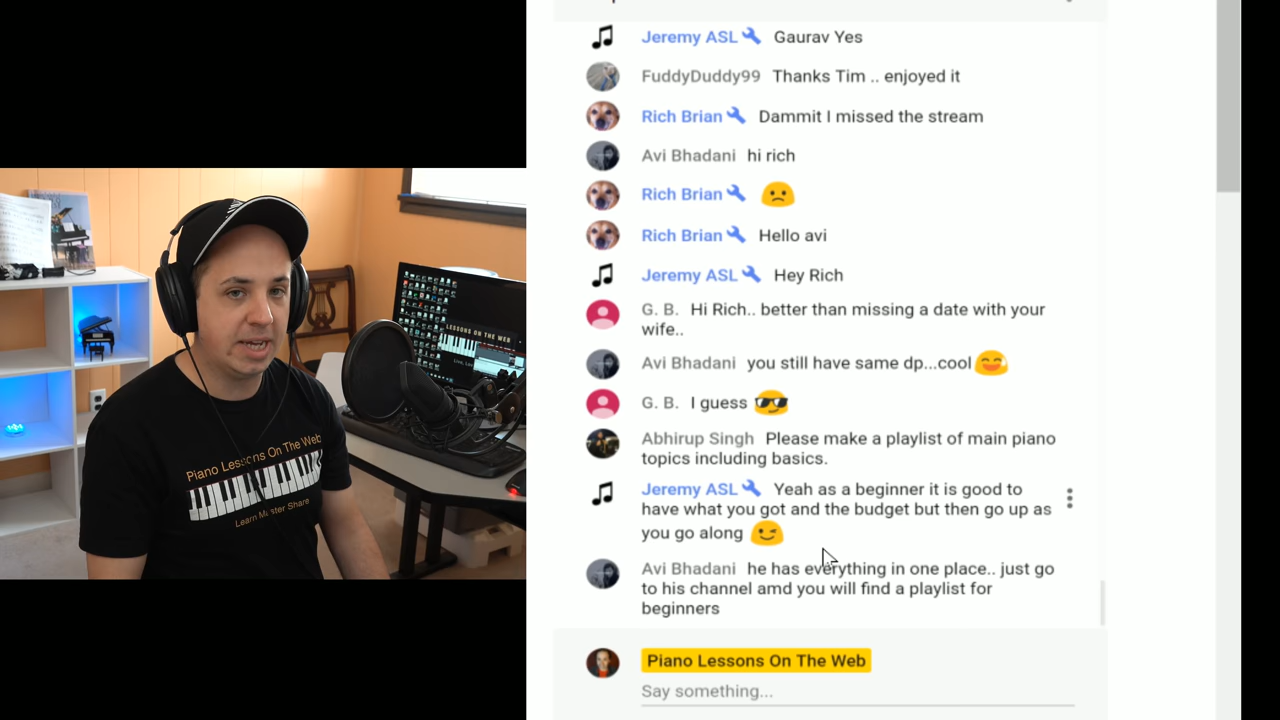 Jeremy ASL Gaurav Yes
FuddyDuddy99 Thanks Tim .. enjoyed it
Rich Brian Dammit I missed the stream
Avi Bhadani hi rich
Rich Brian 🙁
Rich Brian Hello avi
Jeremy ASL Hey Rich
G. B. Hi Rich.. better than missing a date with your
wife..
Avi Bhadani you still have same dp...cool 😄
G. B. I guess 😎
Abhirup Singh Please make a playlist of main piano
topics including basics.
Jeremy ASL Yeah as a beginner it is good to
have what you got and the budget but then go up as
you go along 😉
Avi Bhadani he has everything in one place.. just go
to his channel amd you will find a playlist for
beginners
Piano Lessons On The Web
Say something...
Piano Lessons On The Web
Learn Master Share
LESSONS ON THE WEB